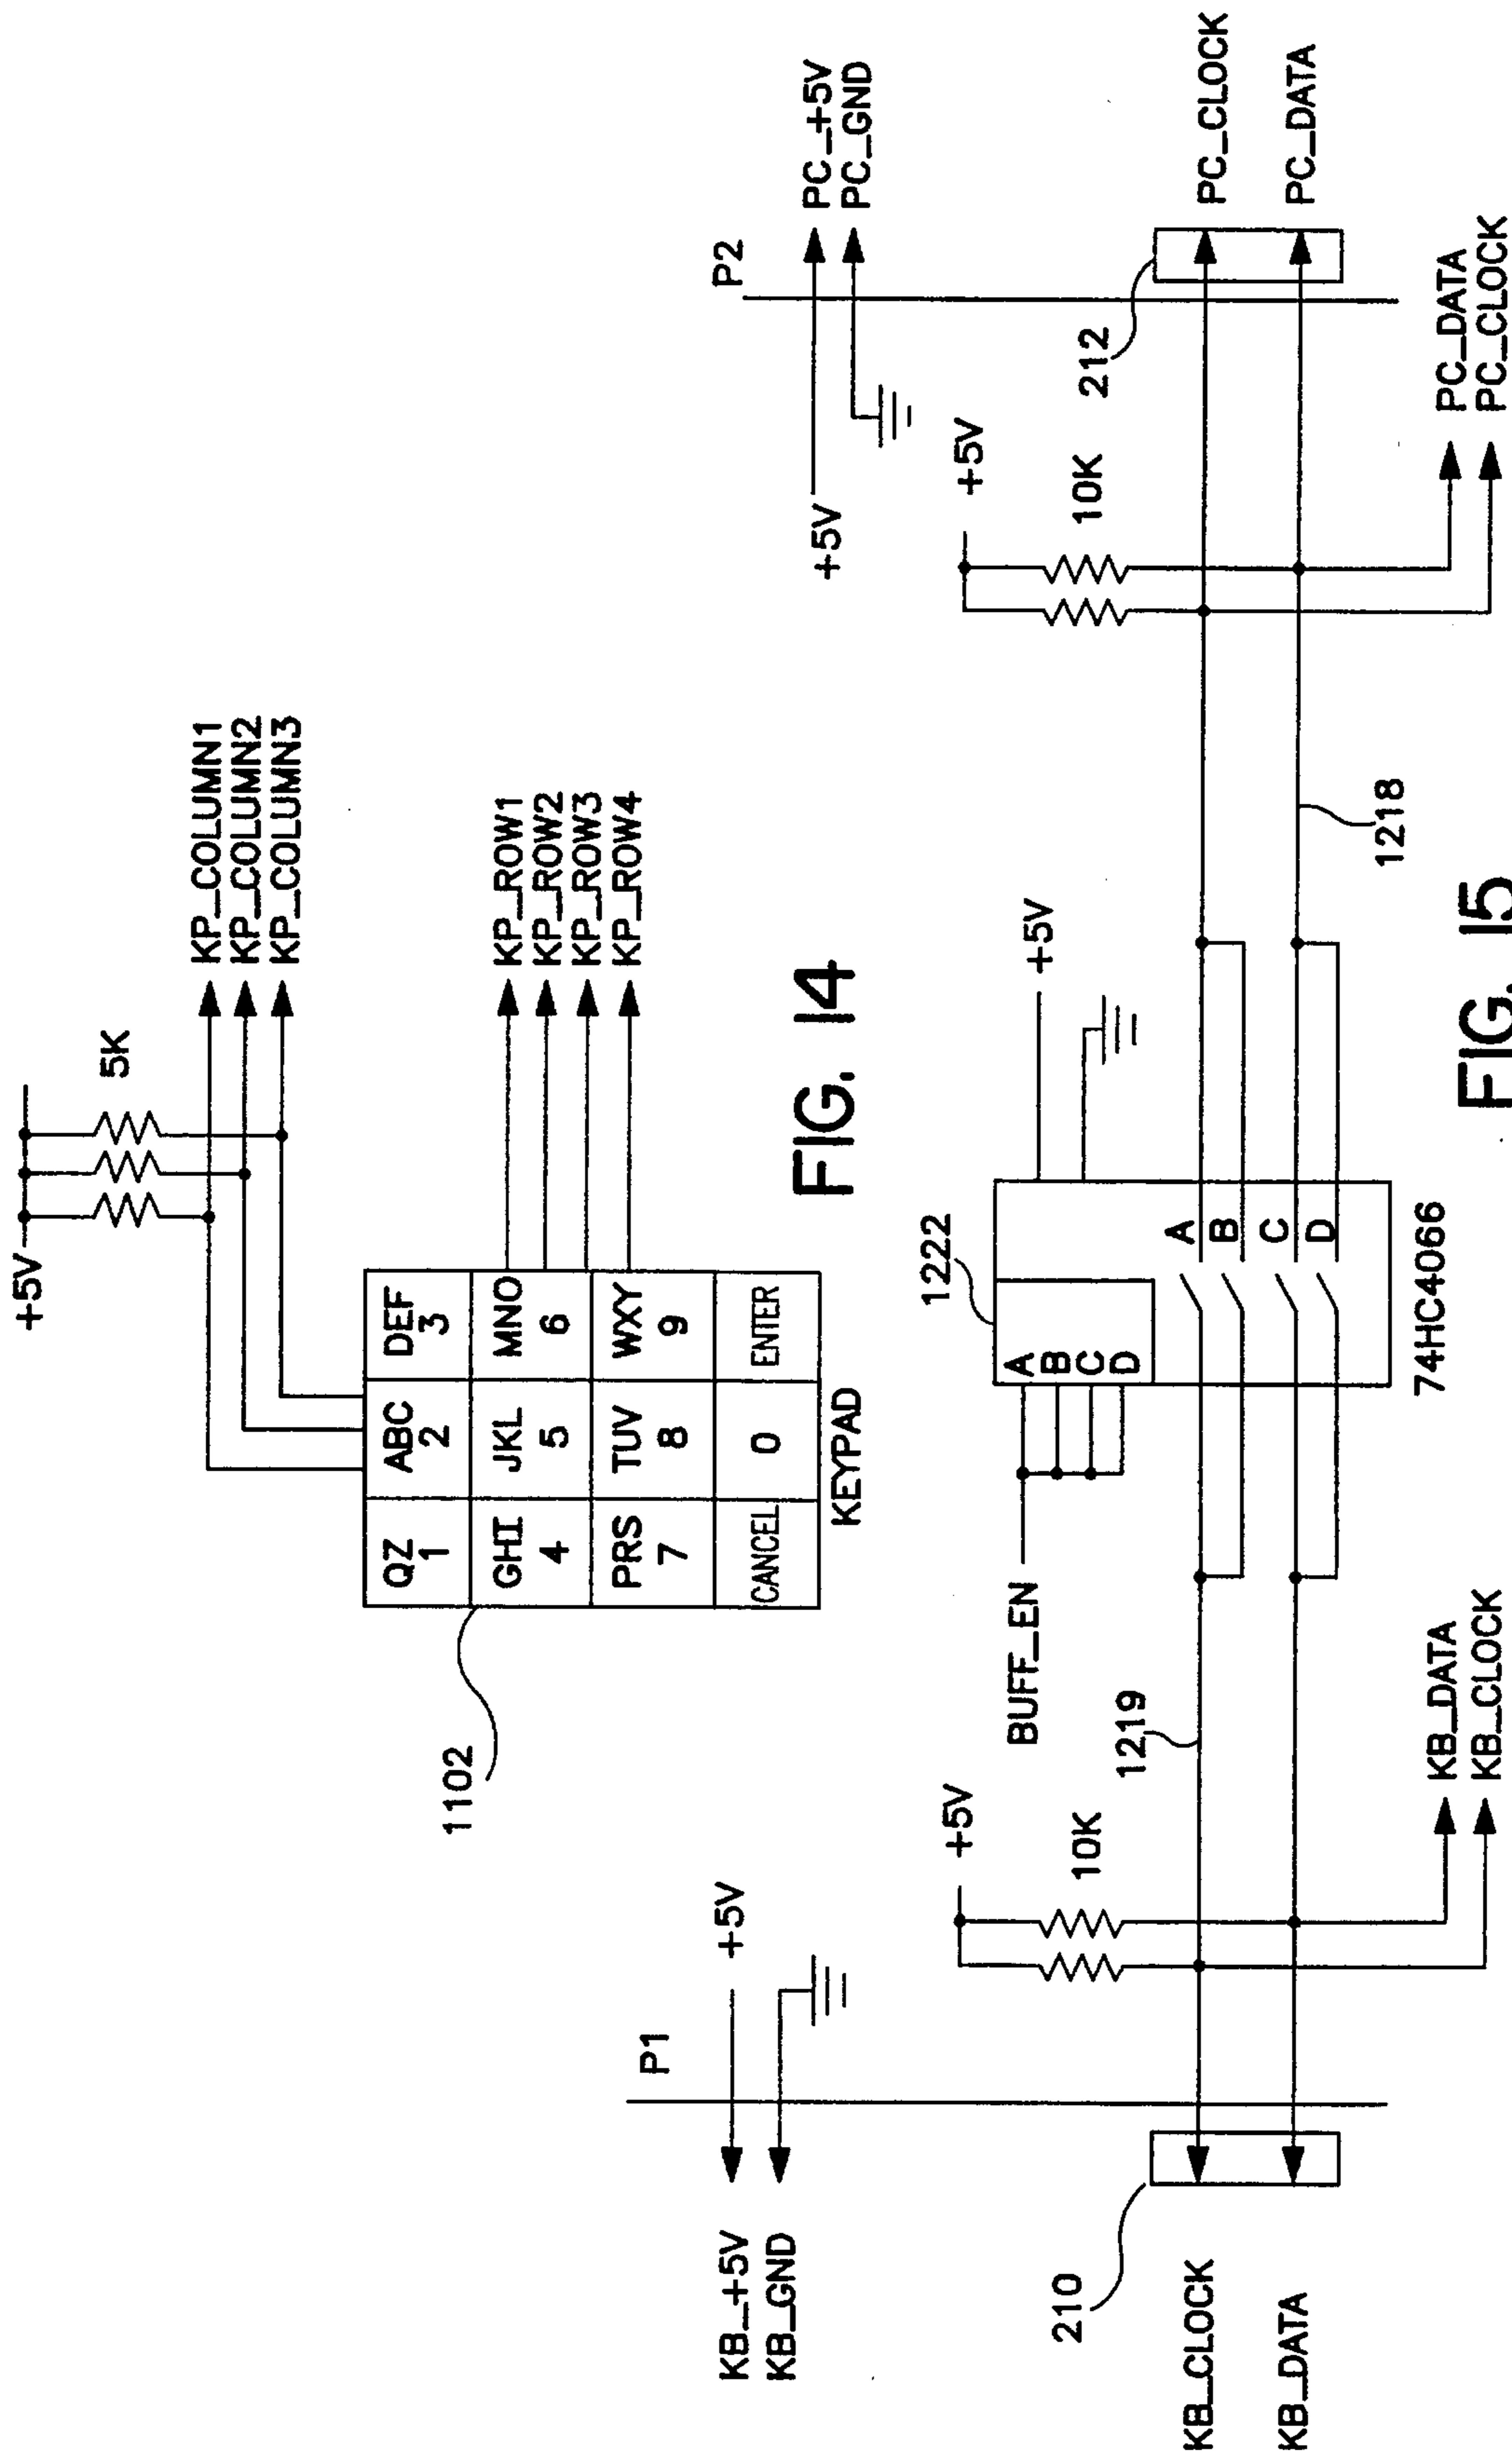 +5V
5K
KP_COLUMN1
KP_COLUMN2
KP_COLUMN3
1102
QZ ABC DEF
1 2 3
GHI JKL MNO
4 5 6
PRS TUV WXY
7 8 9
CANCEL 0 ENTER
KEYPAD
KP_ROW1
KP_ROW2
KP_ROW3
KP_ROW4
FIG. 14
P1
KB_+5V
+5V
KB_GND
P2
+5V
PC_+5V
PC_GND
210
KB_CLOCK
KB_DATA
+5V
10K
1219
KB_DATA
KB_CLOCK
BUFF_EN
1222
A
B
C
D
+5V
A
B
C
D
74HC4066
1218
+5V
10K
212
PC_CLOCK
PC_DATA
PC_DATA
PC_CLOCK
FIG. 15